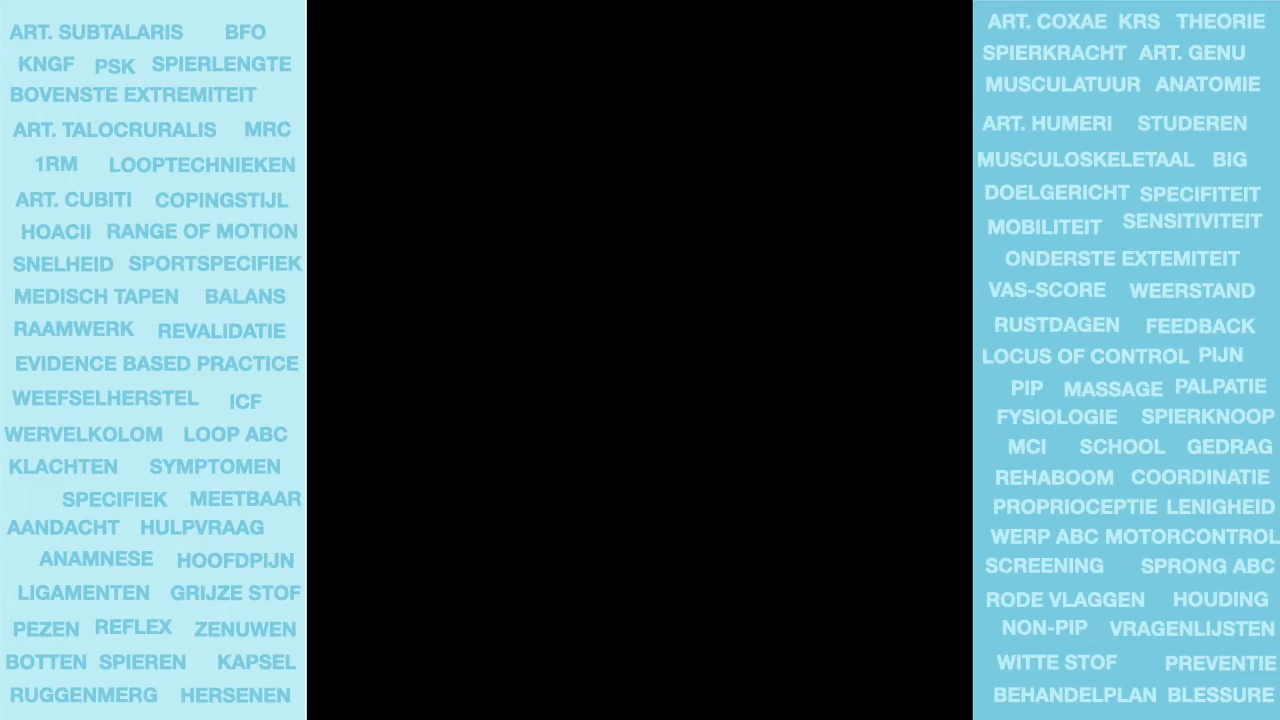 ART. SUBTALARIS BFO
KNGF PSK SPIERLENGTE
BOVENSTE EXTREMITEIT
ART. TALOCRURALIS MRC
1RM LOOPTECHNIEKEN
ART. CUBITI COPINGSTIJL
HOACII RANGE OF MOTION
SNELHEID SPORTSPECIFIEK
MEDISCH TAPEN BALANS
RAAMWERK REVALIDATIE
EVIDENCE BASED PRACTICE
WEEFSELHERSTEL ICF
WERVELKOLOM LOOP ABC
KLACHTEN SYMPTOMEN
SPECIFIEK MEETBAAR
AANDACHT HULPVRAAG
ANAMNESE HOOFDPIJN
LIGAMENTEN GRIJZE STOF
PEZEN REFLEX ZENUWEN
BOTTEN SPIEREN KAPSEL
RUGGENMERG HERSENEN
ART. COXAE KRS THEORIE
SPIERKRACHT ART. GENU
MUSCULATUUR ANATOMIE
ART. HUMERI STUDEREN
MUSCULOSKELETAAL BIG
DOELGERICHT SPECIFITEIT
MOBILITEIT SENSITIVITEIT
ONDERSTE EXTEMITEIT
VAS-SCORE WEERSTAND
RUSTDAGEN FEEDBACK
LOCUS OF CONTROL PIJN
PIP MASSAGE PALPATIE
FYSIOLOGIE SPIERKNOOP
MCI SCHOOL GEDRAG
REHABOOM COORDINATIE
PROPRIOCEPTIE LENIGHEID
WERP ABC MOTORCONTROL
SCREENING SPRONG ABC
RODE VLAGGEN HOUDING
NON-PIP VRAGENLIJSTEN
WITTE STOF PREVENTIE
BEHANDELPLAN BLESSURE